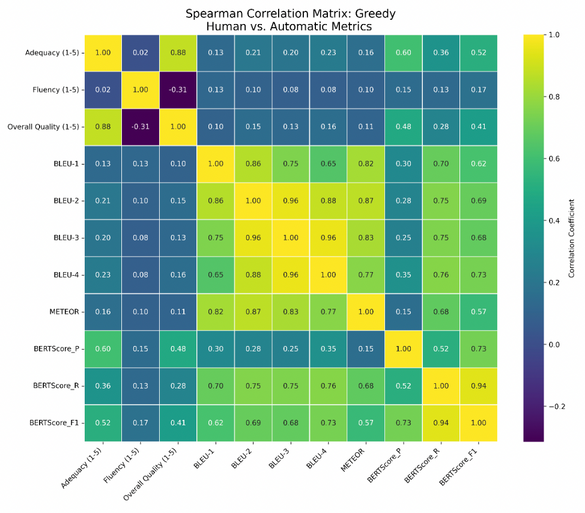 Spearman Correlation Matrix: Greedy
Human vs. Automatic Metrics
Adequacy (1-5) 1.00 0.02 0.88 0.13 0.21 0.20 0.23 0.16 0.60 0.36 0.52
Fluency (1-5) 0.02 1.00 -0.31 0.13 0.10 0.08 0.08 0.10 0.15 0.13 0.17
Overall Quality (1-5) 0.88 -0.31 1.00 0.10 0.15 0.13 0.16 0.11 0.48 0.28 0.41
BLEU-1 0.13 0.13 0.10 1.00 0.86 0.75 0.65 0.82 0.30 0.70 0.62
BLEU-2 0.21 0.10 0.15 0.86 1.00 0.96 0.88 0.87 0.28 0.75 0.69
BLEU-3 0.20 0.08 0.13 0.75 0.96 1.00 0.96 0.83 0.25 0.75 0.68
BLEU-4 0.23 0.08 0.16 0.65 0.88 0.96 1.00 0.77 0.35 0.76 0.73
METEOR 0.16 0.10 0.11 0.82 0.87 0.83 0.77 1.00 0.15 0.68 0.57
BERTScore_P 0.60 0.15 0.48 0.30 0.28 0.25 0.35 0.15 1.00 0.52 0.73
BERTScore_R 0.36 0.13 0.28 0.70 0.75 0.75 0.76 0.68 0.52 1.00 0.94
BERTScore_F1 0.52 0.17 0.41 0.62 0.69 0.68 0.73 0.57 0.73 0.94 1.00
Adequacy (1-5)
Fluency (1-5)
Overall Quality (1-5)
BLEU-1
BLEU-2
BLEU-3
BLEU-4
METEOR
BERTScore_P
BERTScore_R
BERTScore_F1
1.0
0.8
0.6
0.4
0.2
0.0
−0.2
Correlation Coefficient